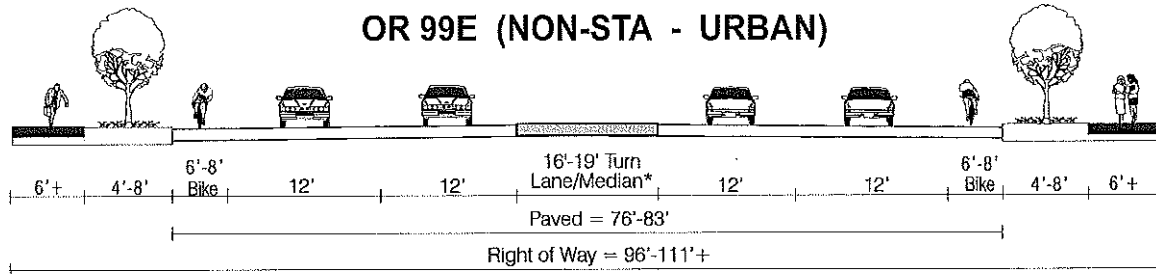 OR 99E (NON-STA - URBAN)
6'+ 4'-8' 6'-8' Bike 12' 12' 16'-19' Turn Lane/Median* 12' 12' 6'-8' Bike 4'-8' 6'+
Paved = 76'-83'
Right of Way = 96'-111'+